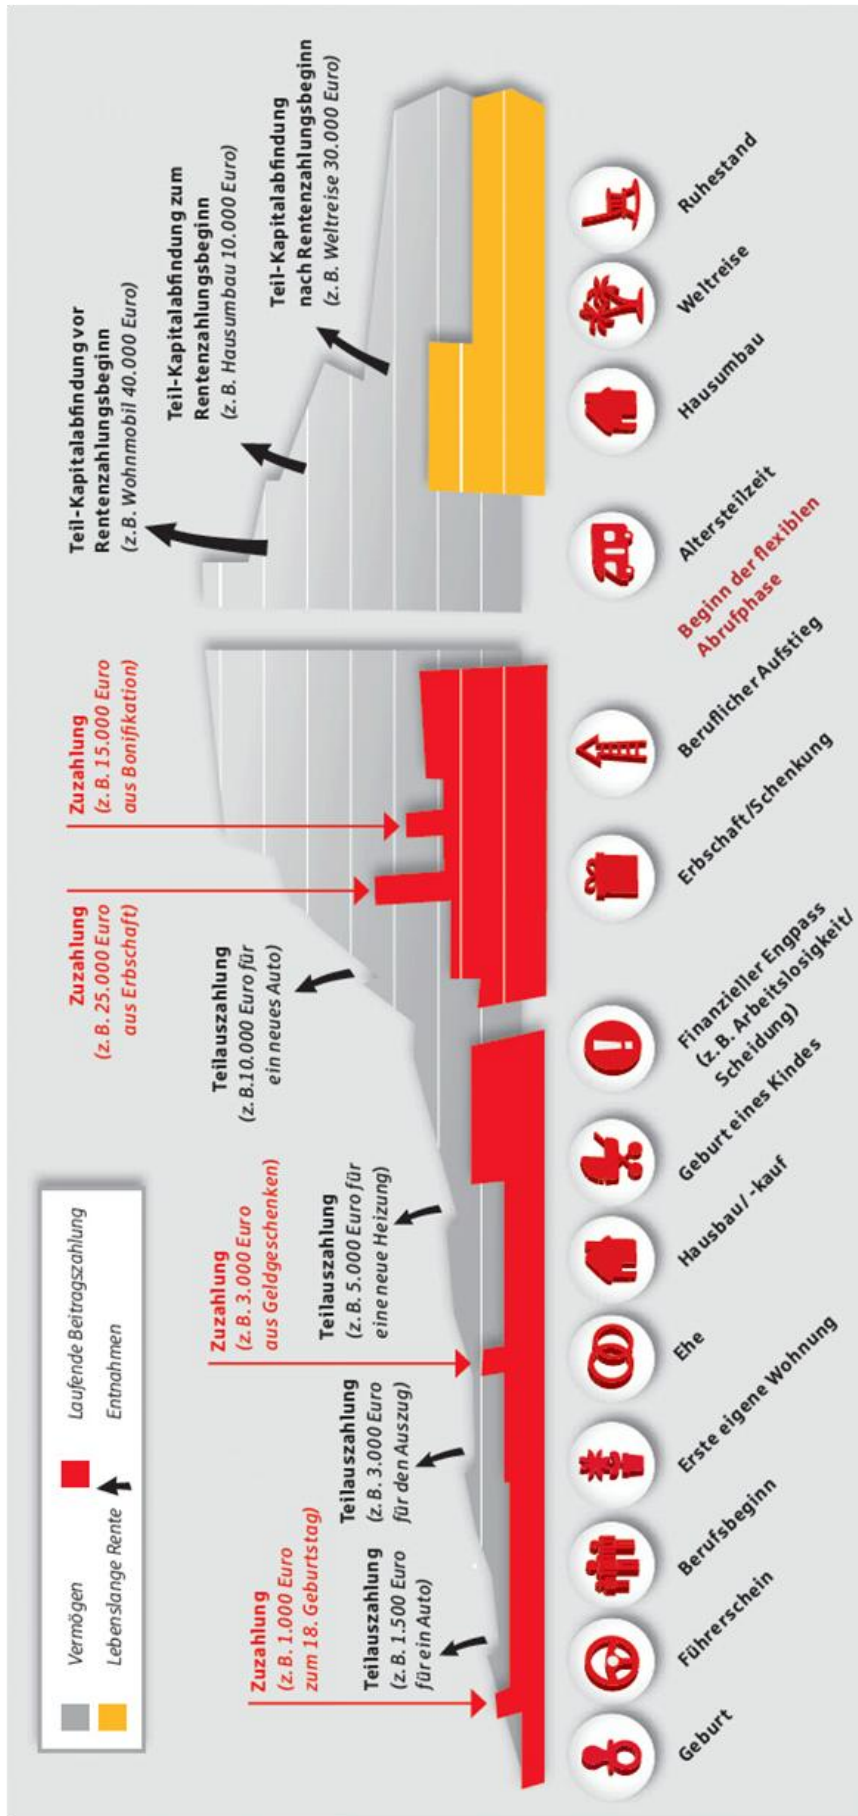 Vermögen
Laufende Beitragszahlung
Lebenslange Rente
Entnahmen
Zuzahlung
(z. B. 1.000 Euro
zum 18. Geburtstag)
Teilauszahlung
(z. B. 1.500 Euro
für ein Auto)
Teilauszahlung
(z. B. 3.000 Euro
für den Auszug)
Zuzahlung
(z. B. 3.000 Euro
aus Geldgeschenken)
Teilauszahlung
(z. B. 5.000 Euro für
eine neue Heizung)
Teilauszahlung
(z. B.10.000 Euro für
ein neues Auto)
Zuzahlung
(z. B. 25.000 Euro
aus Erbschaft)
Zuzahlung
(z. B. 15.000 Euro
aus Bonifikation)
Teil-Kapitalabfindung vor
Rentenzahlungsbeginn
(z.B. Wohnmobil 40.000 Euro)
Teil-Kapitalabfindung zum
Rentenzahlungsbeginn
(z. B. Hausumbau 10.000 Euro)
Teil-Kapitalabfindung
nach Rentenzahlungsbeginn
(z. B. Weltreise 30.000 Euro)
Geburt
Führerschein
Berufsbeginn
Erste eigene Wohnung
Ehe
Hausbau/ -kauf
Geburt eines Kindes
Finanzieller Engpass
(z. B. Arbeitslosigkeit/
Scheidung)
Erbschaft/Schenkung
Beruflicher Aufstieg
Beginn der flexiblen
Abrufphase
Altersteilzeit
Hausumbau
Weltreise
Ruhestand